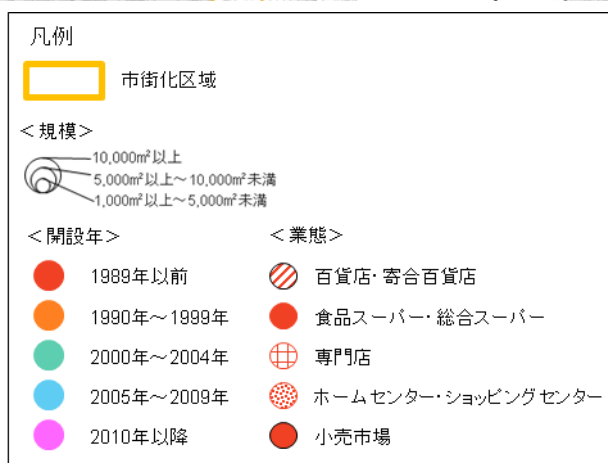 凡例
市街化区域
<規模>
10,000㎡以上
5,000㎡以上～10,000㎡未満
1,000㎡以上～5,000㎡未満
<開設年> <業態>
1989年以前 百貨店・寄合百貨店
1990年～1999年 食品スーパー・総合スーパー
2000年～2004年 専門店
2005年～2009年 ホームセンター・ショッピングセンター
2010年以降 小売市場